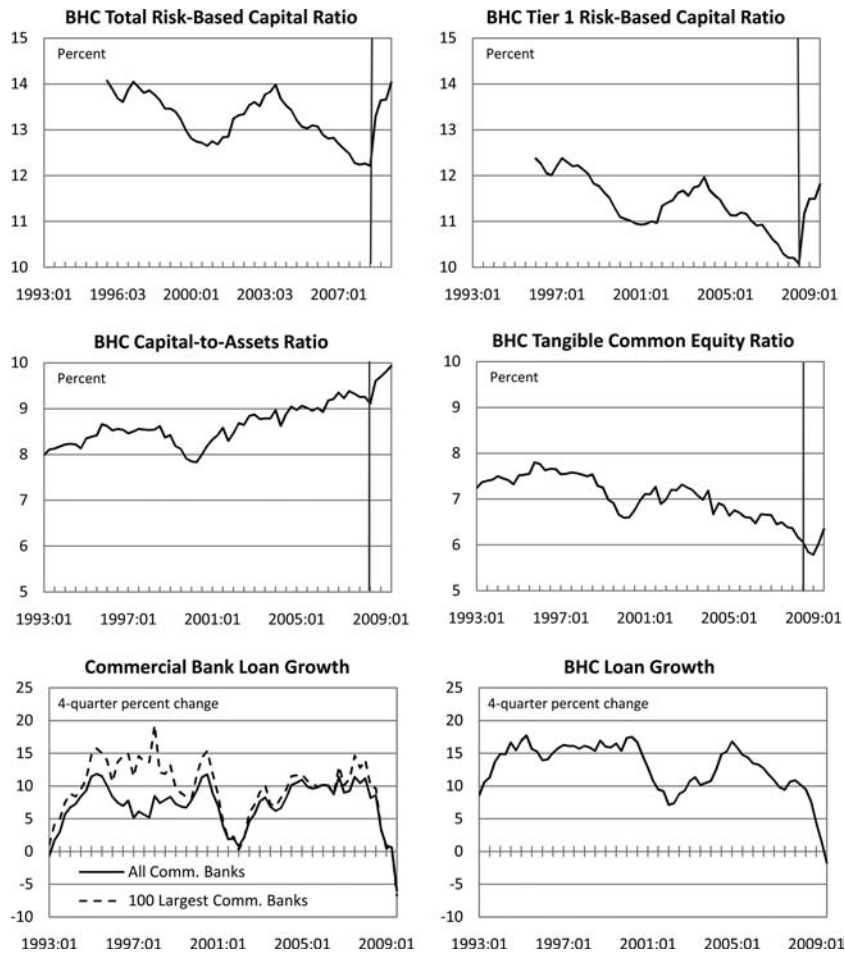 BHC Total Risk-Based Capital Ratio
15
Percent
14
13
12
11
10
1993:01 1996:03 2000:01 2003:03 2007:01
BHC Tier 1 Risk-Based Capital Ratio
15
Percent
14
13
12
11
10
1993:01 1997:01 2001:01 2005:01 2009:01
BHC Capital-to-Assets Ratio
10
Percent
9
8
7
6
5
1993:01 1997:01 2001:01 2005:01 2009:01
BHC Tangible Common Equity Ratio
10
Percent
9
8
7
6
5
1993:01 1997:01 2001:01 2005:01 2009:01
Commercial Bank Loan Growth
25
4-quarter percent change
20
15
10
5
0
All Comm. Banks
-5
100 Largest Comm. Banks
-10
1993:01 1997:01 2001:01 2005:01 2009:01
BHC Loan Growth
25
4-quarter percent change
20
15
10
5
0
-5
-10
1993:01 1997:01 2001:01 2005:01 2009:01